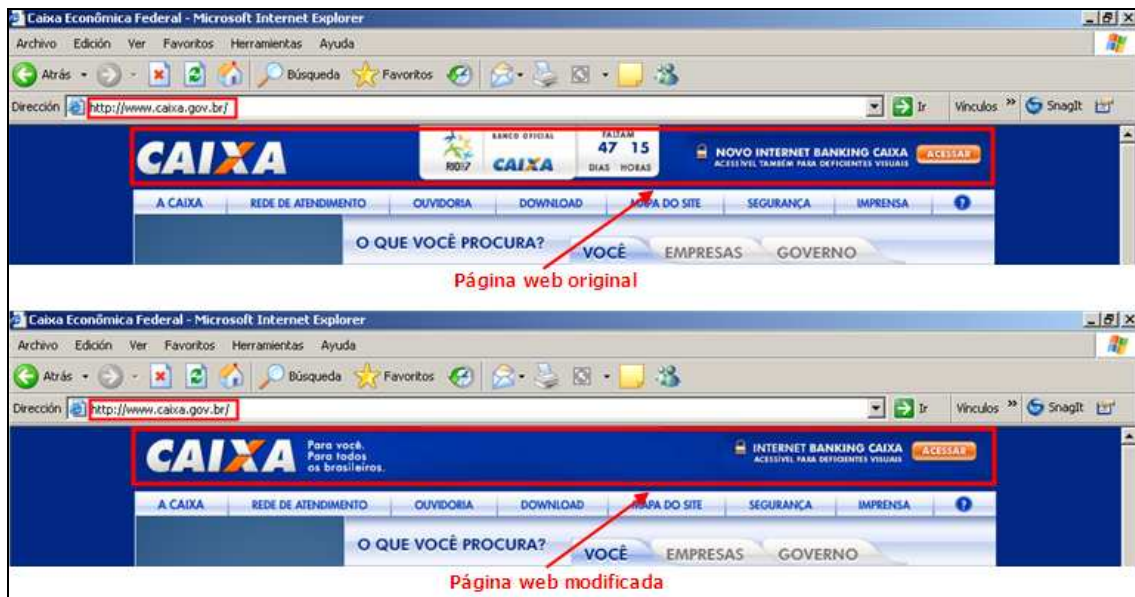 Caixa Econômica Federal - Microsoft Internet Explorer
Archivo Edición Ver Favoritos Herramientas Ayuda
Atrás Búsqueda Favoritos
Dirección http://www.caixa.gov.br/ Ir Vínculos » SnagIt
CAIXA RIO07 BANCO OFICIAL CAIXA FALTAM 47 15 DIAS HORAS NOVO INTERNET BANKING CAIXA ACESSAR
ACESSÍVEL TAMBÉM PARA DEFICIENTES VISUAIS
A CAIXA REDE DE ATENDIMENTO OUVIDORIA DOWNLOAD MAPA DO SITE SEGURANÇA IMPRENSA ?
O QUE VOCÊ PROCURA? VOCÊ EMPRESAS GOVERNO
Página web original
Caixa Econômica Federal - Microsoft Internet Explorer
Archivo Edición Ver Favoritos Herramientas Ayuda
Atrás Búsqueda Favoritos
Dirección http://www.caixa.gov.br/ Ir Vínculos » SnagIt
CAIXA Para você.
Para todos
os brasileiros.
INTERNET BANKING CAIXA ACESSAR
ACESSÍVEL PARA DEFICIENTES VISUAIS
A CAIXA REDE DE ATENDIMENTO OUVIDORIA DOWNLOAD MAPA DO SITE SEGURANÇA IMPRENSA ?
O QUE VOCÊ PROCURA? VOCÊ EMPRESAS GOVERNO
Página web modificada